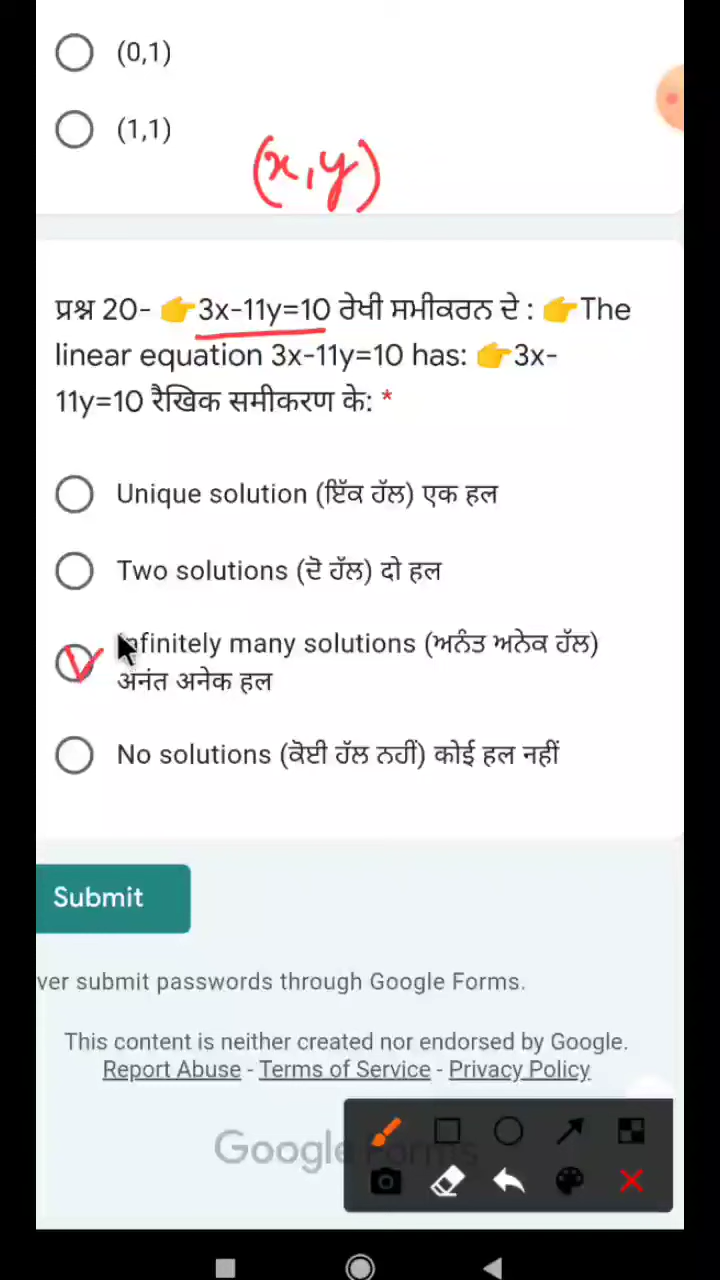 (0,1)
(1,1)
(x,y)
ਪ੍ਰਸ਼ 20- 👉3x-11y=10 ਰੇਖੀ ਸਮੀਕਰਨ ਦੇ : 👉The
linear equation 3x-11y=10 has: 👉3x-
11y=10 रैखिक समीकरण के: *
Unique solution (ਇੱਕ ਹੱਲ) एक हल
Two solutions (ਦੋ ਹੱਲ) दो हल
Infinitely many solutions (ਅਨੰਤ ਅਨੇਕ ਹੱਲ)
अनंत अनेक हल
No solutions (ਕੋਈ ਹੱਲ ਨਹੀਂ) कोई हल नहीं
Submit
ver submit passwords through Google Forms.
This content is neither created nor endorsed by Google.
Report Abuse - Terms of Service - Privacy Policy
Google Forms